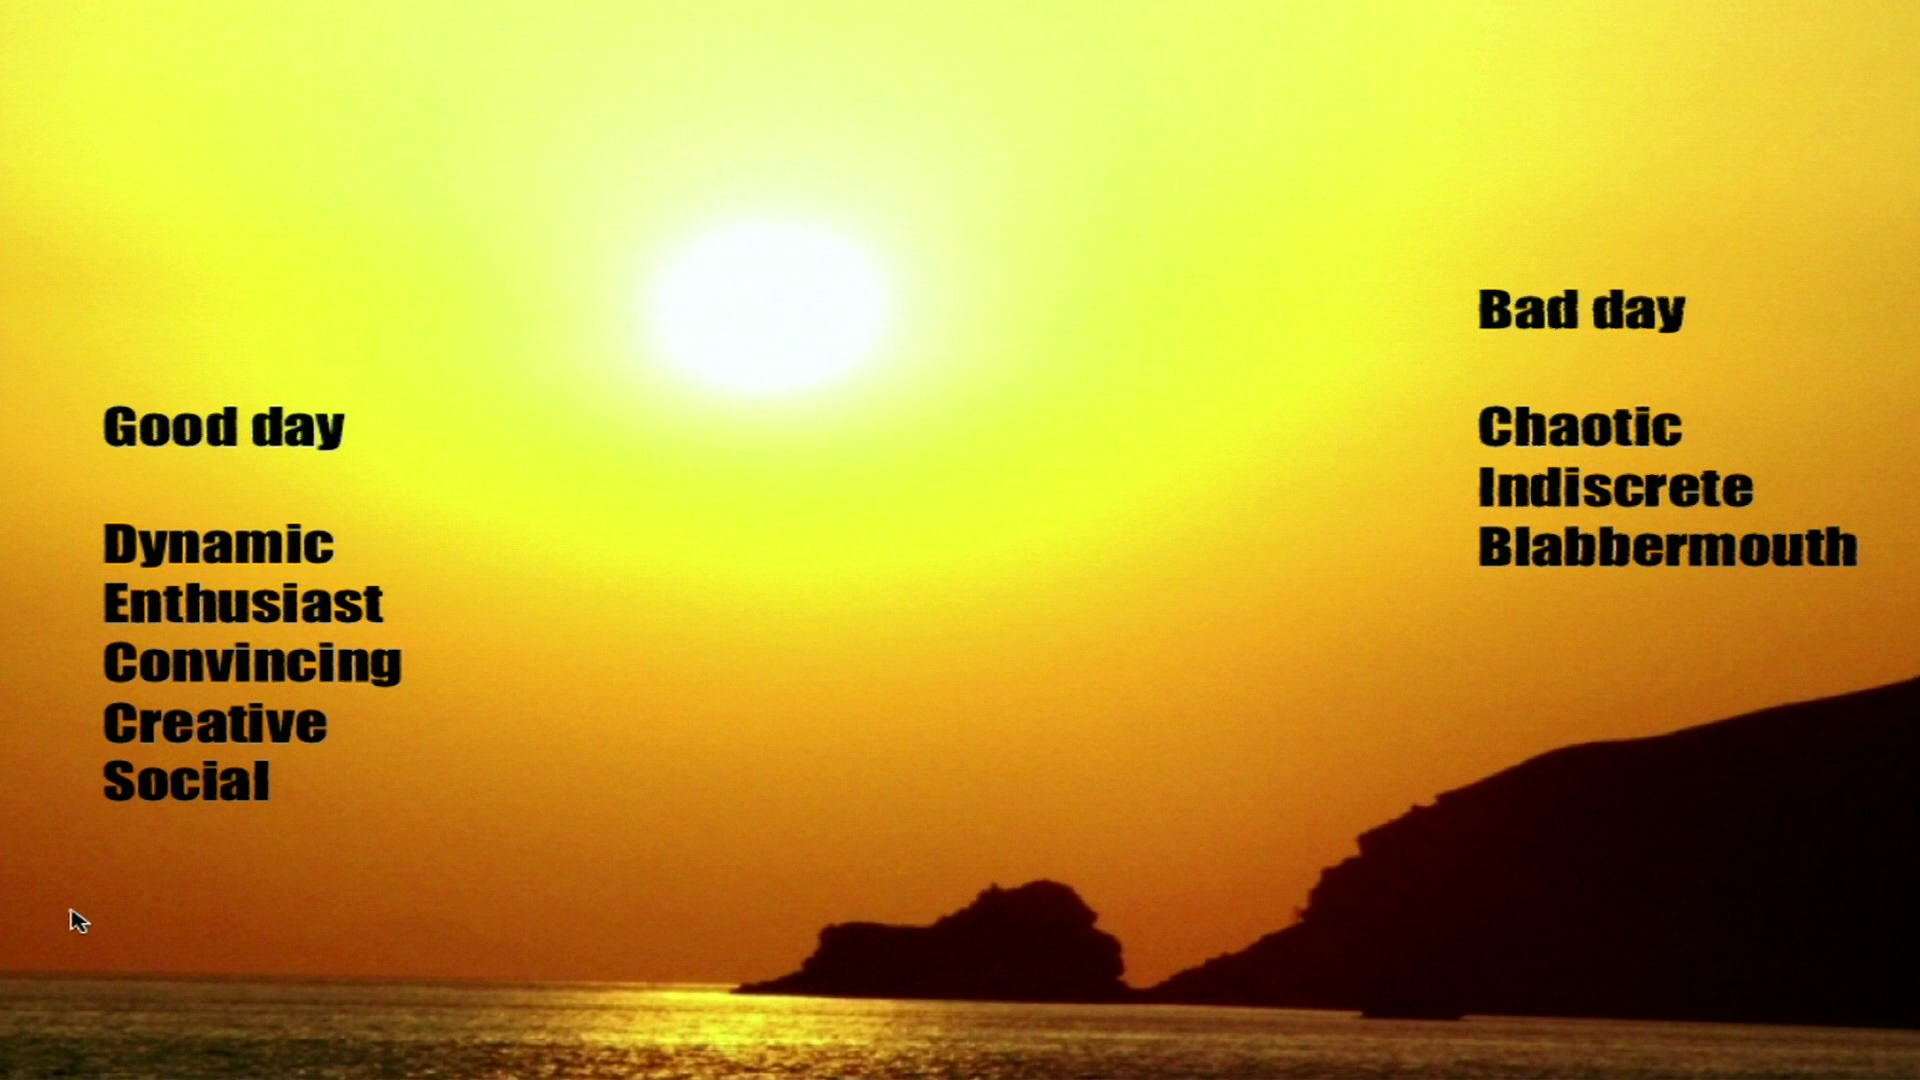 Good day
Dynamic
Enthusiast
Convincing
Creative
Social
Bad day
Chaotic
Indiscrete
Blabbermouth